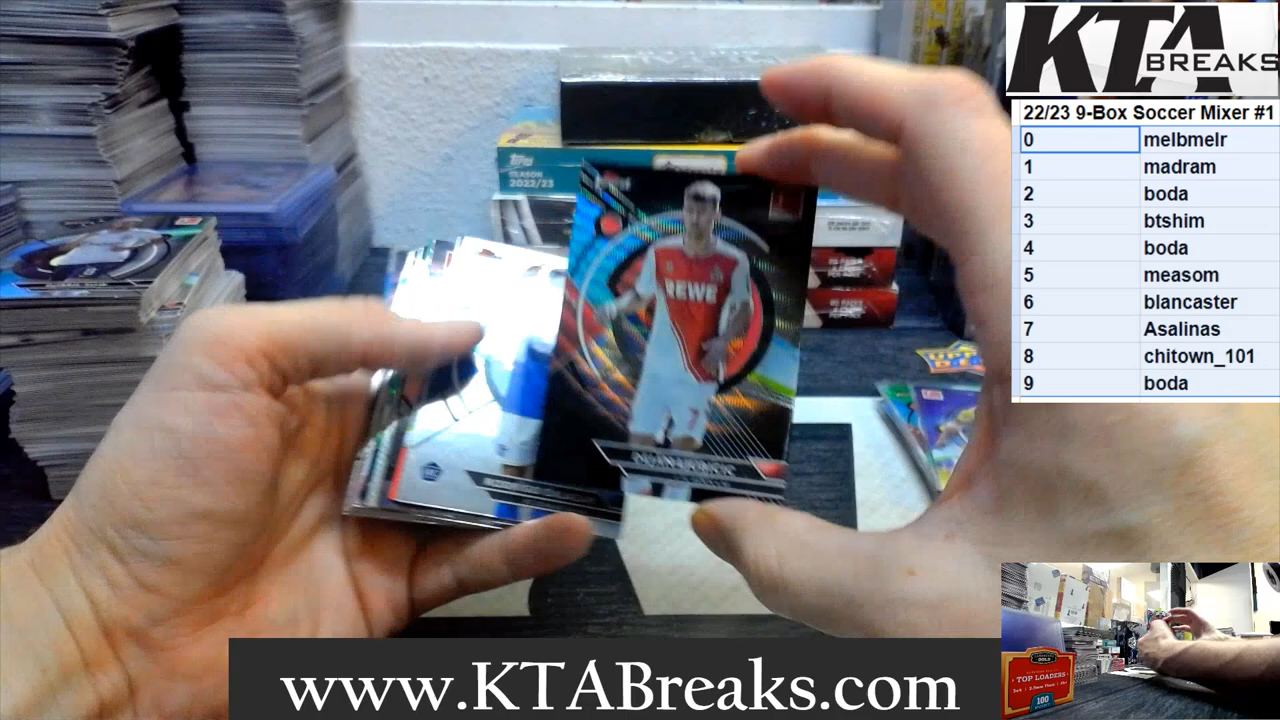 KTA
BREAKS
22/23 9-Box Soccer Mixer #1
0 melbmelr
1 madram
2 boda
3 btshim
4 boda
5 measom
6 blancaster
7 Asalinas
8 chitown_101
9 boda
topps
SEASON
2022/23
REWE
7
UPPER
TOP LOADERS
100
www.KTABreaks.com